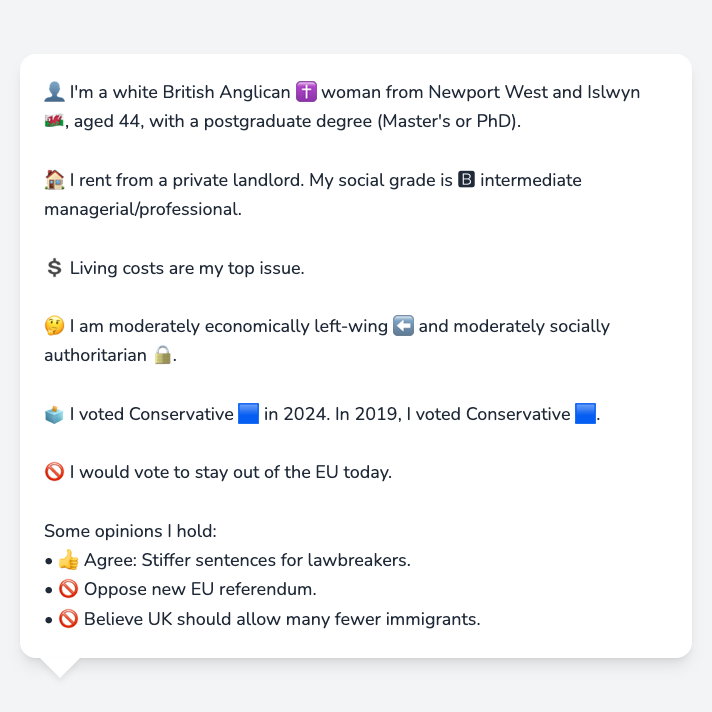 👤 I'm a white British Anglican ✝️ woman from Newport West and Islwyn
🏴󠁧󠁢󠁷󠁬󠁳󠁿, aged 44, with a postgraduate degree (Master's or PhD).
🏠 I rent from a private landlord. My social grade is 🅱 intermediate
managerial/professional.
💲 Living costs are my top issue.
🤔 I am moderately economically left-wing ⬅️ and moderately socially
authoritarian 🔒.
🗳️ I voted Conservative 🟦 in 2024. In 2019, I voted Conservative 🟦.
🚫 I would vote to stay out of the EU today.
Some opinions I hold:
• 👍 Agree: Stiffer sentences for lawbreakers.
• 🚫 Oppose new EU referendum.
• 🚫 Believe UK should allow many fewer immigrants.